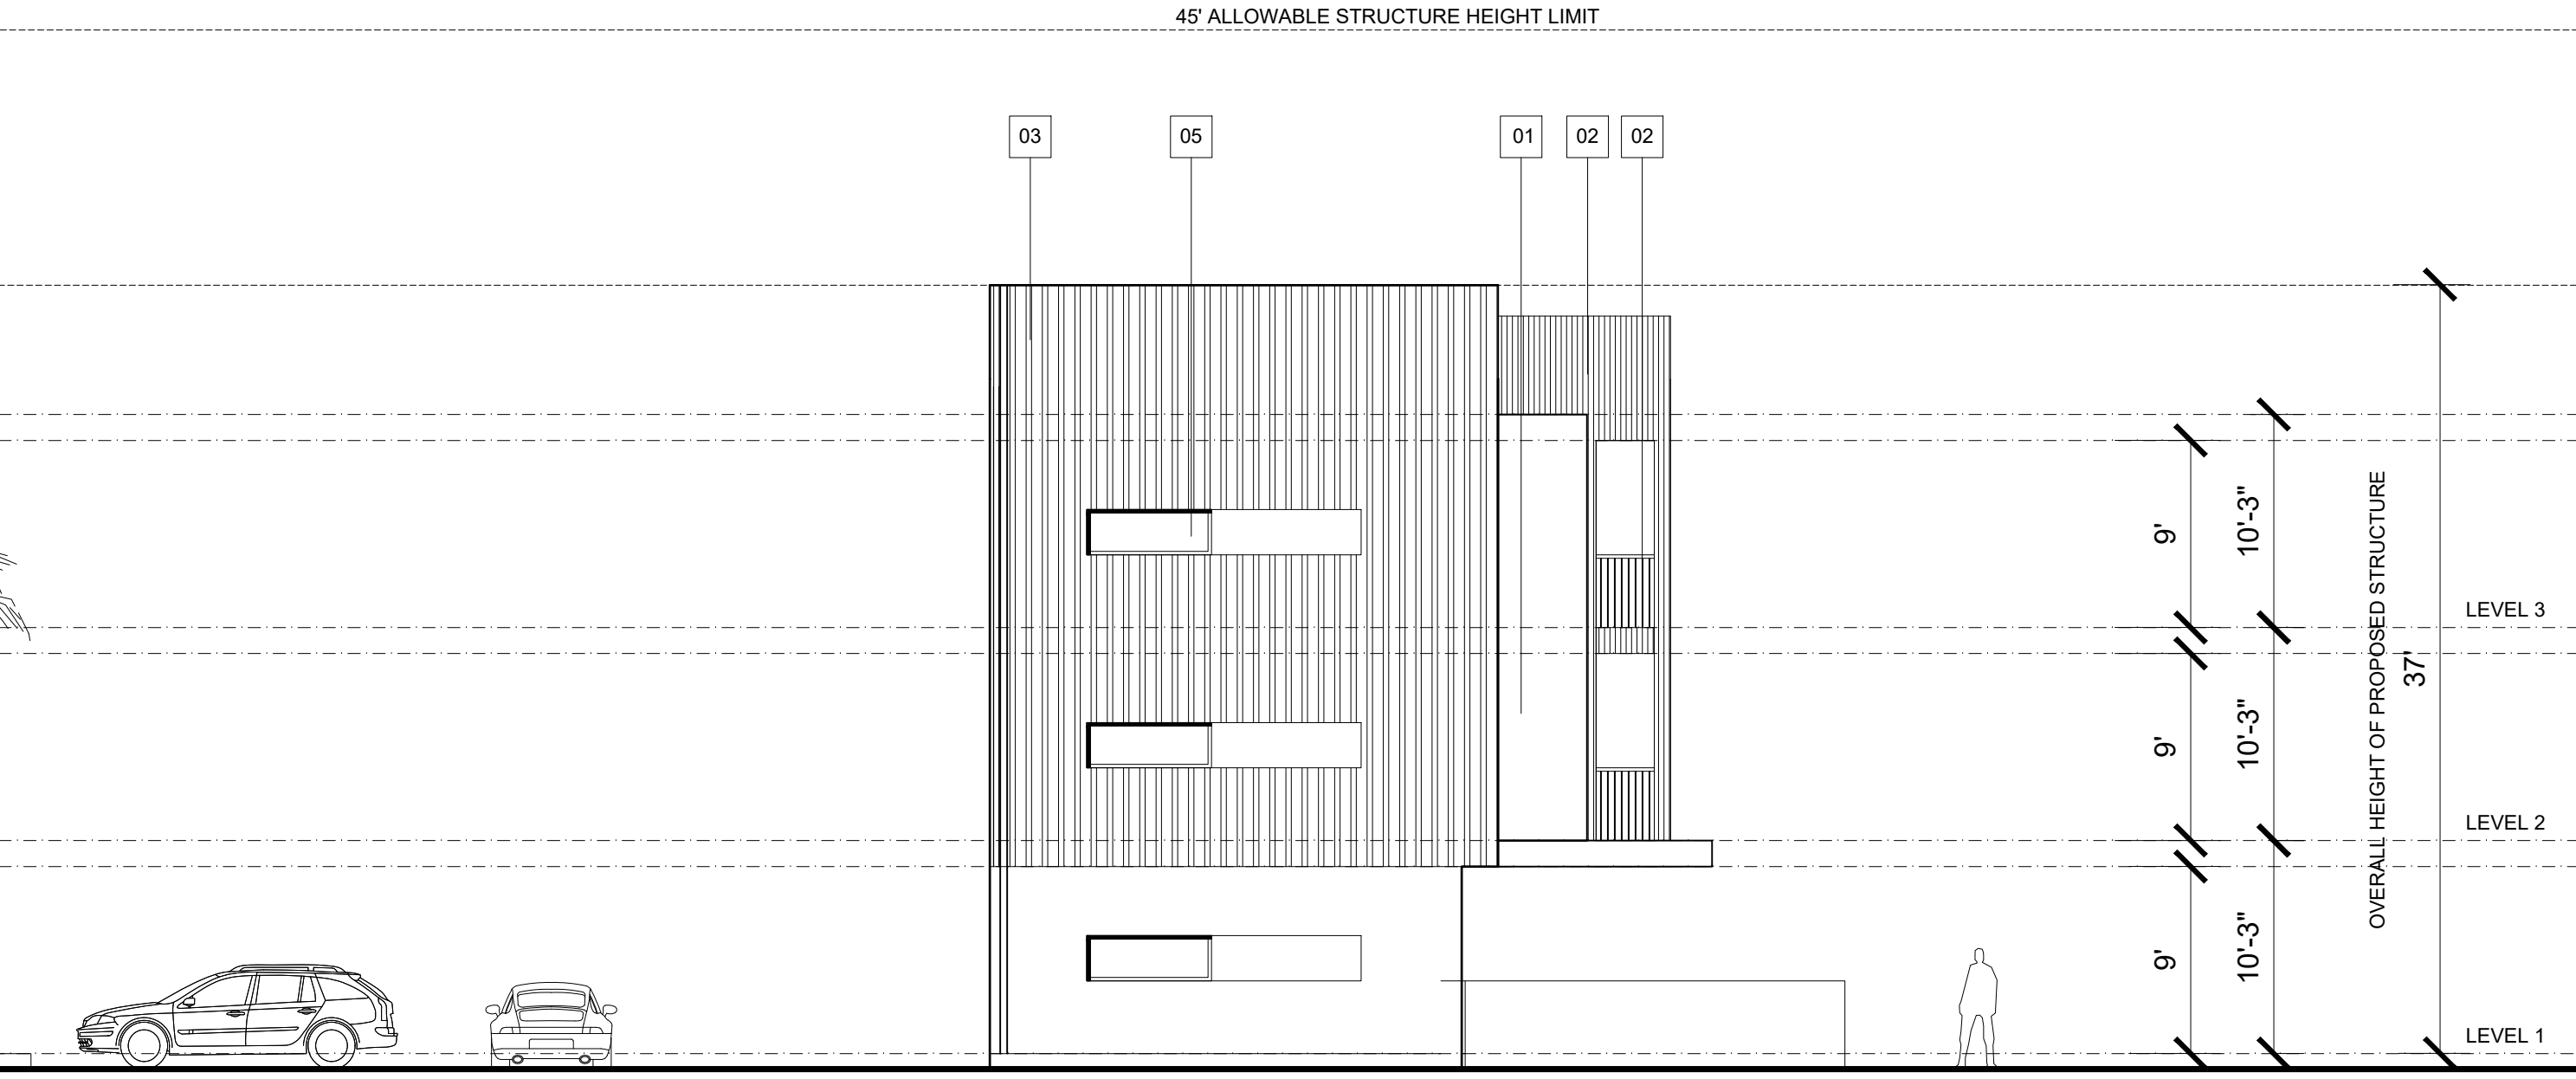 45' ALLOWABLE STRUCTURE HEIGHT LIMIT
03
05
01
02
02
9'
10'-3"
LEVEL 3
OVERALL HEIGHT OF PROPOSED STRUCTURE
37'
9'
10'-3"
LEVEL 2
9'
10'-3"
LEVEL 1